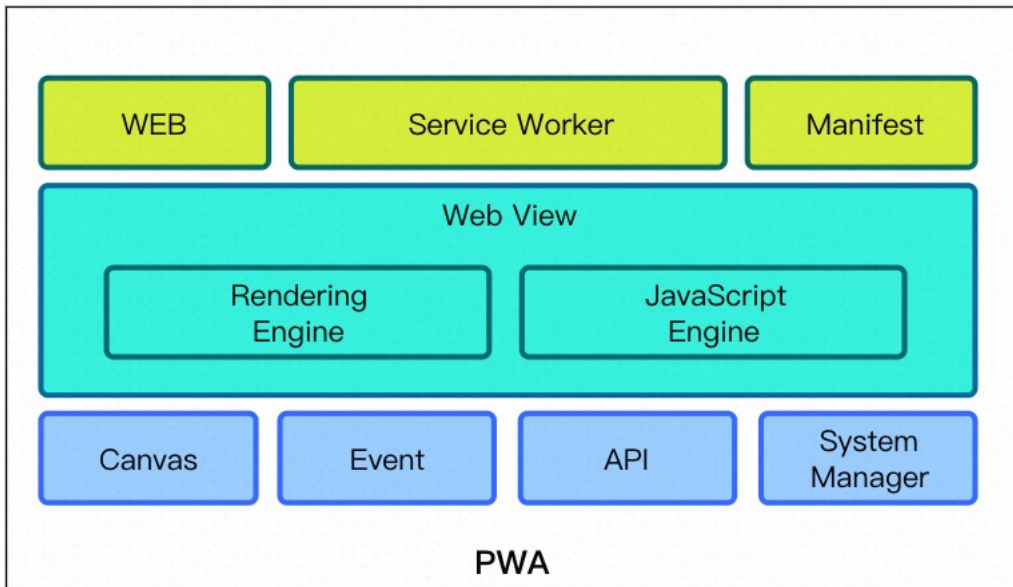 WEB
Service Worker
Manifest
Web View
Rendering
Engine
JavaScript
Engine
Canvas
Event
API
System
Manager
PWA